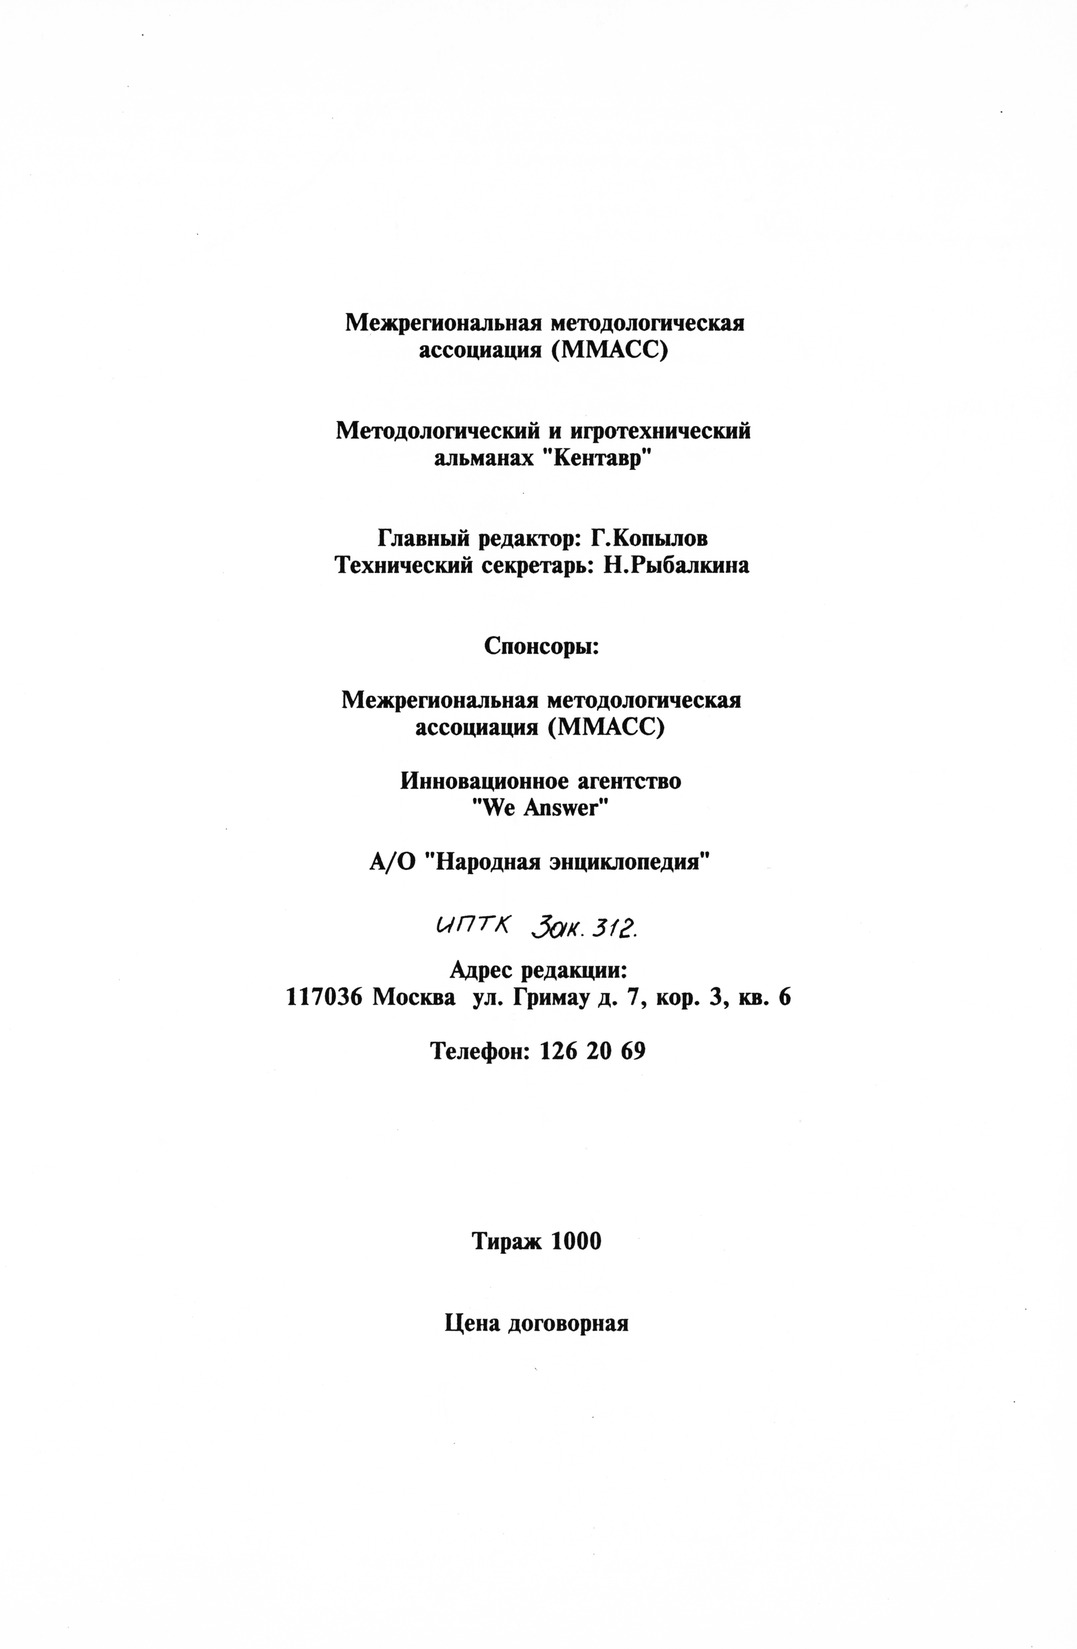 Межрегиональная методологическая
ассоциация (ММАСС)
Методологический и игротехнический
альманах "Кентавр"
Главный редактор: Г.Копылов
Технический секретарь: Н.Рыбалкина
Спонсоры:
Межрегиональная методологическая
ассоциация (ММАСС)
Инновационное агентство
"We Answer"
А/О "Народная энциклопедия"
ИПТК Зак. 312.
Адрес редакции:
117036 Москва ул. Гримау д. 7, кор. 3, кв. 6
Телефон: 126 20 69
Тираж 1000
Цена договорная